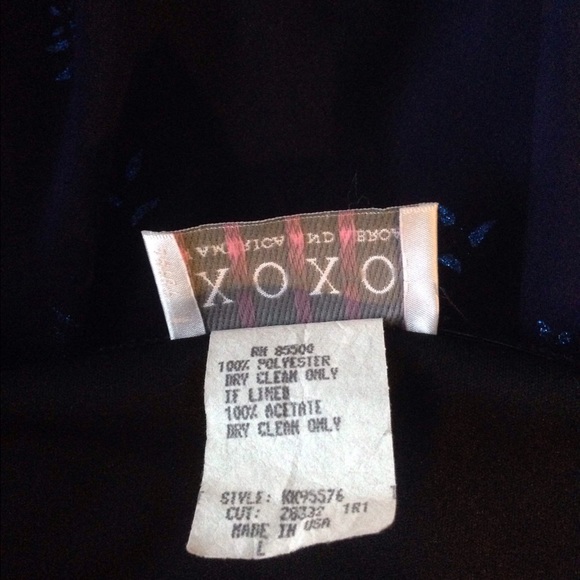 XOXO
RN 85500
100% POLYESTER
DRY CLEAN ONLY
IF LINED
100% ACETATE
DRY CLEAN ONLY
STYLE: KK95576
CUT: 28332 1R1
MADE IN USA
L